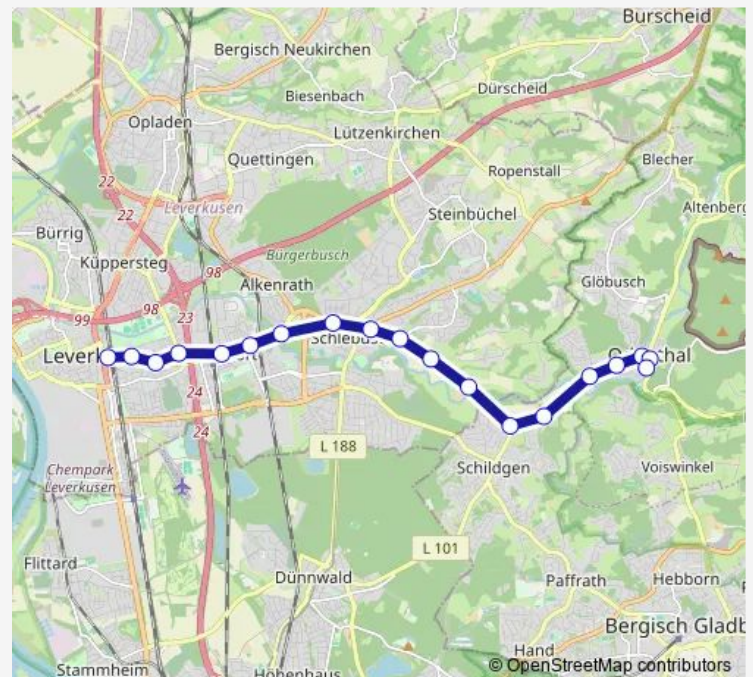 Burscheid
Bergisch Neukirchen
Dürscheid
Biesenbach
Opladen
Lützenkirchen
Quettingen
Blecher
Ropenstall
22
Leverkusen
22
Steinbüchel
Altenberg
Bürrig
Bürgerbusch
Küppersteg
98
Alkenrath
Glöbusch
99
98
23
24
24
L 188
Schildgen
Voiswinkel
Chempark
Leverkusen
L 101
Flittard
Dünnwald
Paffrath
Hebborn
Bergisch Gladb
Hand
Stammheim
Höhenhaus
© OpenStreetMap contributors